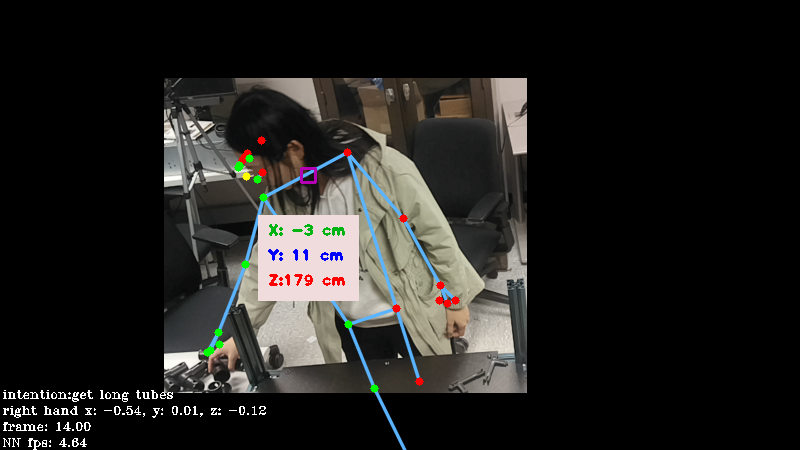 X: -3 cm
Y: 11 cm
Z:179 cm
intention:get long tubes
right hand x: -0.54, y: 0.01, z: -0.12
frame: 14.00
NN fps: 4.64